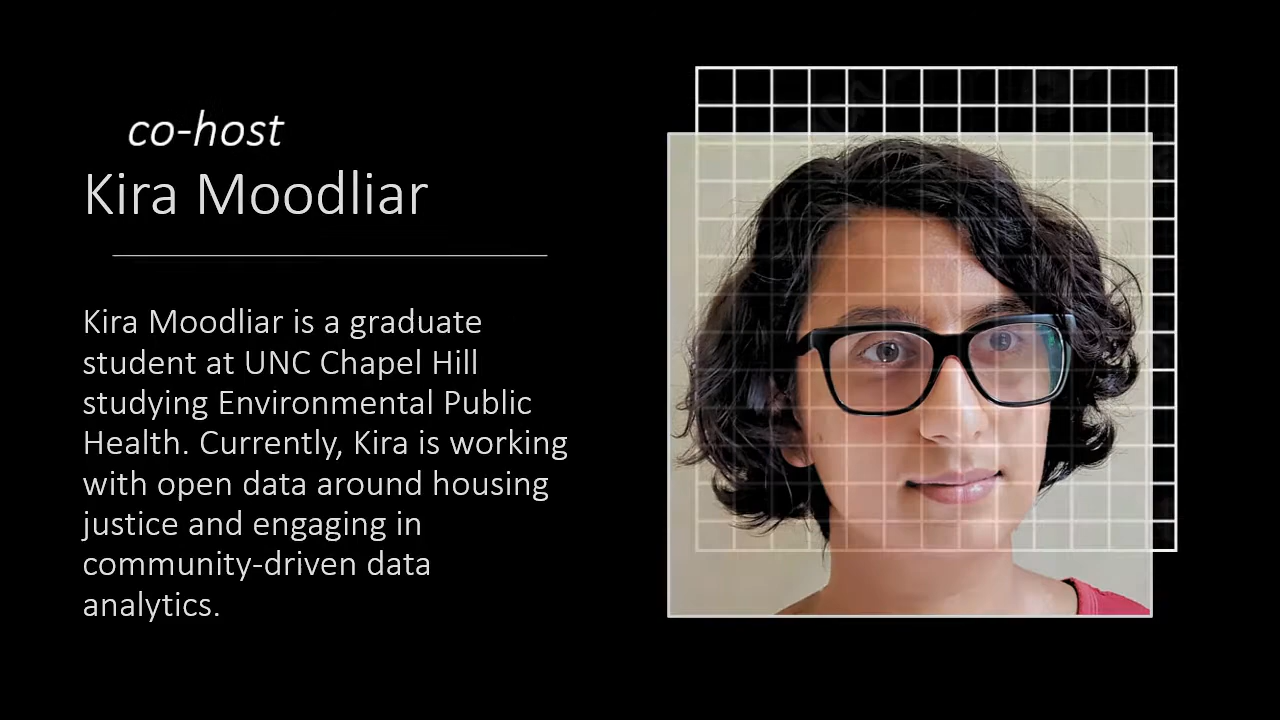 co-host
Kira Moodliar
Kira Moodliar is a graduate
student at UNC Chapel Hill
studying Environmental Public
Health. Currently, Kira is working
with open data around housing
justice and engaging in
community-driven data
analytics.